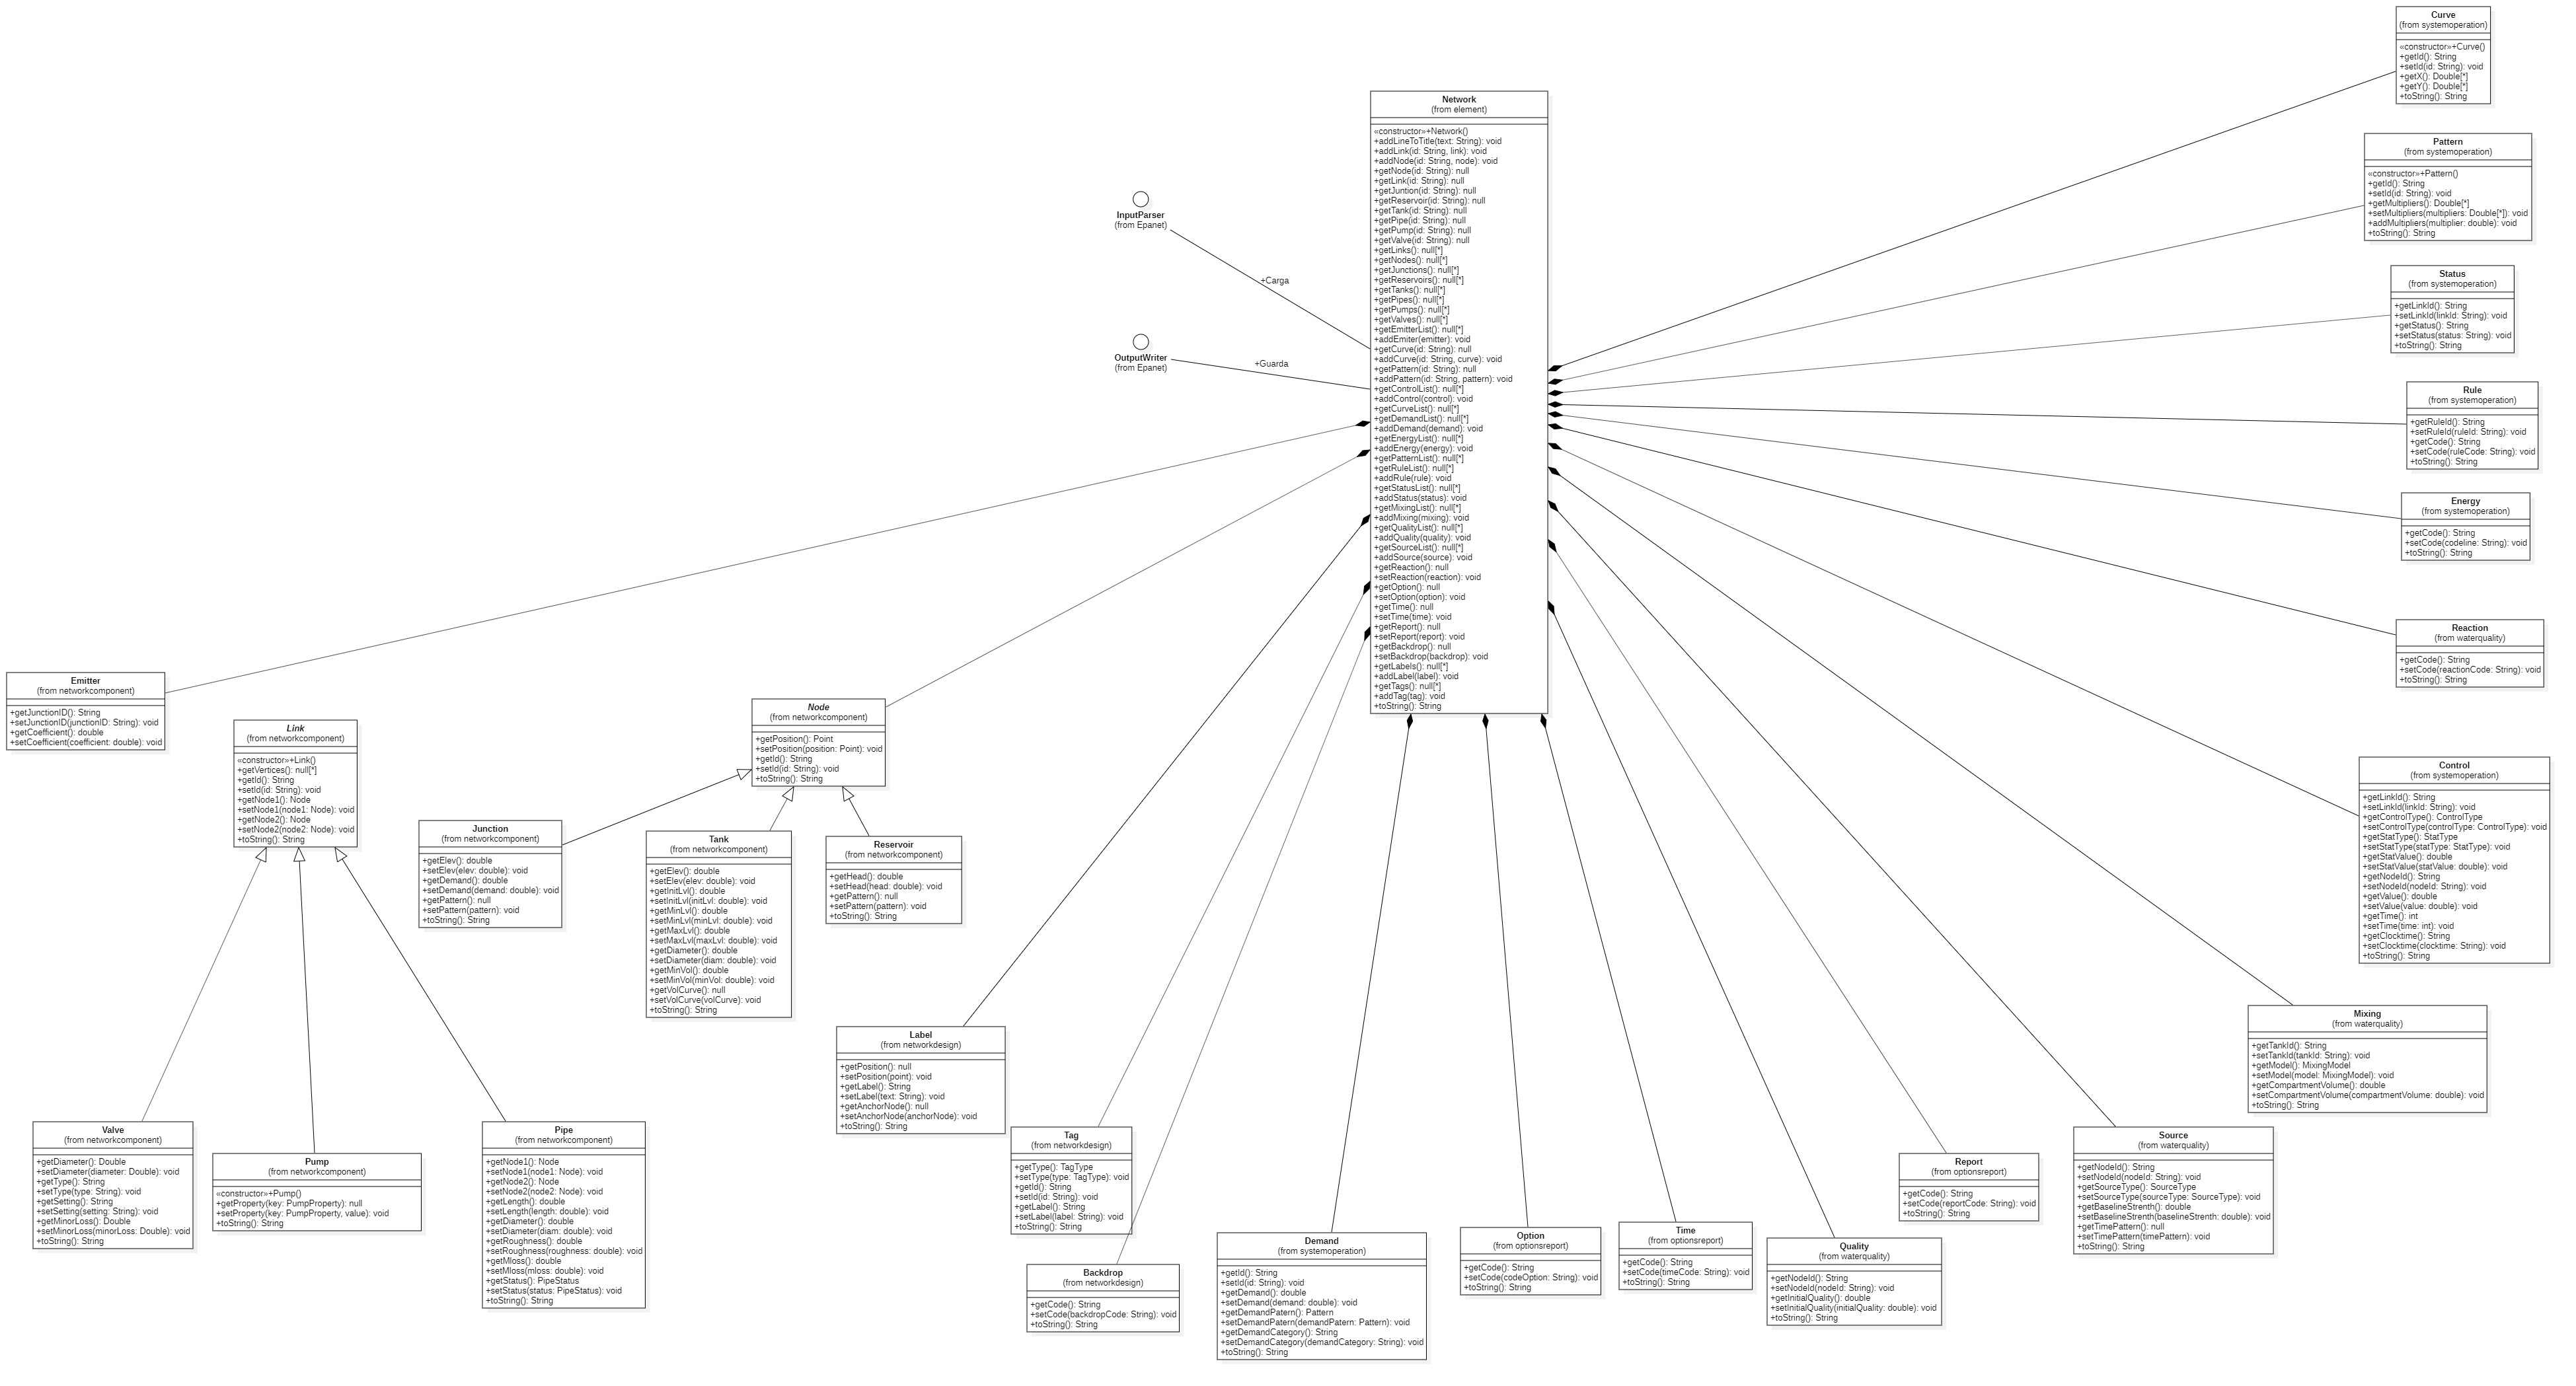 Curve
(from systemoperation)
«constructor»+Curve()
+getId(): String
+setId(id: String): void
+getX(): Double[*]
+getY(): Double[*]
+toString(): String
Network
(from element)
«constructor»+Network()
+addLineToTitle(text: String): void
+addLink(id: String, link): void
+addNode(id: String, node): void
+getNode(id: String): null
+getLink(id: String): null
+getJuntion(id: String): null
+getReservoir(id: String): null
+getTank(id: String): null
+getPipe(id: String): null
+getPump(id: String): null
+getValve(id: String): null
+getLinks(): null[*]
+getNodes(): null[*]
+getJunctions(): null[*]
+getReservoirs(): null[*]
+getTanks(): null[*]
+getPipes(): null[*]
+getPumps(): null[*]
+getValves(): null[*]
+getEmitterList(): null[*]
+addEmiter(emitter): void
+getCurve(id: String): null
+addCurve(id: String, curve): void
+getPattern(id: String): null
+addPattern(id: String, pattern): void
+getControlList(): null[*]
+addControl(control): void
+getCurveList(): null[*]
+getDemandList(): null[*]
+addDemand(demand): void
+getEnergyList(): null[*]
+addEnergy(energy): void
+getPatternList(): null[*]
+getRuleList(): null[*]
+addRule(rule): void
+getStatusList(): null[*]
+addStatus(status): void
+getMixingList(): null[*]
+addMixing(mixing): void
+getQualityList(): null[*]
+addQuality(quality): void
+getSourceList(): null[*]
+addSource(source): void
+getReaction(): null
+setReaction(reaction): void
+getOption(): null
+setOption(option): void
+getTime(): null
+setTime(time): void
+getReport(): null
+setReport(report): void
+getBackdrop(): null
+setBackdrop(backdrop): void
+getLabels(): null[*]
+addLabel(label): void
+getTags(): null[*]
+addTag(tag): void
+toString(): String
Pattern
(from systemoperation)
«constructor»+Pattern()
+getId(): String
+setId(id: String): void
+getMultipliers(): Double[*]
+setMultipliers(multipliers: Double[*]): void
+addMultipliers(multiplier: double): void
+toString(): String
InputParser
(from Epanet)
+Carga
OutputWriter
(from Epanet)
+Guarda
Status
(from systemoperation)
+getLinkId(): String
+setLinkId(linkId: String): void
+getStatus(): String
+setStatus(status: String): void
+toString(): String
Rule
(from systemoperation)
+getRuleId(): String
+setRuleId(ruleId: String): void
+getCode(): String
+setCode(ruleCode: String): void
+toString(): String
Energy
(from systemoperation)
+getCode(): String
+setCode(codeline: String): void
+toString(): String
Reaction
(from waterquality)
+getCode(): String
+setCode(reactionCode: String): void
+toString(): String
Emitter
(from networkcomponent)
+getJunctionID(): String
+setJunctionID(junctionID: String): void
+getCoefficient(): double
+setCoefficient(coefficient: double): void
Link
(from networkcomponent)
«constructor»+Link()
+getVertices(): null[*]
+getId(): String
+setId(id: String): void
+getNode1(): Node
+setNode1(node1: Node): void
+getNode2(): Node
+setNode2(node2: Node): void
+toString(): String
Node
(from networkcomponent)
+getPosition(): Point
+setPosition(position: Point): void
+getId(): String
+setId(id: String): void
+toString(): String
Junction
(from networkcomponent)
+getElev(): double
+setElev(elev: double): void
+getDemand(): double
+setDemand(demand: double): void
+getPattern(): null
+setPattern(pattern): void
+toString(): String
Tank
(from networkcomponent)
+getElev(): double
+setElev(elev: double): void
+getInitLvl(): double
+setInitLvl(initLvl: double): void
+getMinLvl(): double
+setMinLvl(minLvl: double): void
+getMaxLvl(): double
+setMaxLvl(maxLvl: double): void
+getDiameter(): double
+setDiameter(diam: double): void
+getMinVol(): double
+setMinVol(minVol: double): void
+getVolCurve(): null
+setVolCurve(volCurve): void
+toString(): String
Reservoir
(from networkcomponent)
+getHead(): double
+setHead(head: double): void
+getPattern(): null
+setPattern(pattern): void
+toString(): String
Control
(from systemoperation)
+getLinkId(): String
+setLinkId(linkId: String): void
+getControlType(): ControlType
+setControlType(controlType: ControlType): void
+getStatType(): StatType
+setStatType(statType: StatType): void
+getStatValue(): double
+setStatValue(statValue: double): void
+getNodeId(): String
+setNodeId(nodeId: String): void
+getValue(): double
+setValue(value: double): void
+getTime(): int
+setTime(time: int): void
+getClocktime(): String
+setClocktime(clocktime: String): void
+toString(): String
Mixing
(from waterquality)
+getTankId(): String
+setTankId(tankId: String): void
+getModel(): MixingModel
+setModel(model: MixingModel): void
+getCompartmentVolume(): double
+setCompartmentVolume(compartmentVolume: double): void
+toString(): String
Label
(from networkdesign)
+getPosition(): null
+setPosition(point): void
+getLabel(): String
+setLabel(text: String): void
+getAnchorNode(): null
+setAnchorNode(anchorNode): void
+toString(): String
Valve
(from networkcomponent)
+getDiameter(): Double
+setDiameter(diameter: Double): void
+getType(): String
+setType(type: String): void
+getSetting(): String
+setSetting(setting: String): void
+getMinorLoss(): Double
+setMinorLoss(minorLoss: Double): void
+toString(): String
Pump
(from networkcomponent)
«constructor»+Pump()
+getProperty(key: PumpProperty): null
+setProperty(key: PumpProperty, value): void
+toString(): String
Pipe
(from networkcomponent)
+getNode1(): Node
+setNode1(node1: Node): void
+getNode2(): Node
+setNode2(node2: Node): void
+getLength(): double
+setLength(length: double): void
+getDiameter(): double
+setDiameter(diam: double): void
+getRoughness(): double
+setRoughness(roughness: double): void
+getMloss(): double
+setMloss(mloss: double): void
+getStatus(): PipeStatus
+setStatus(status: PipeStatus): void
+toString(): String
Tag
(from networkdesign)
+getType(): TagType
+setType(type: TagType): void
+getId(): String
+setId(id: String): void
+getLabel(): String
+setLabel(label: String): void
+toString(): String
Source
(from waterquality)
+getNodeId(): String
+setNodeId(nodeId: String): void
+getSourceType(): SourceType
+setSourceType(sourceType: SourceType): void
+getBaselineStrenth(): double
+setBaselineStrenth(baselineStrenth: double): void
+getTimePattern(): null
+setTimePattern(timePattern): void
+toString(): String
Report
(from optionsreport)
+getCode(): String
+setCode(reportCode: String): void
+toString(): String
Backdrop
(from networkdesign)
+getCode(): String
+setCode(backdropCode: String): void
+toString(): String
Demand
(from systemoperation)
+getId(): String
+setId(id: String): void
+getDemand(): double
+setDemand(demand: double): void
+getDemandPatern(): Pattern
+setDemandPatern(demandPatern: Pattern): void
+getDemandCategory(): String
+setDemandCategory(demandCategory: String): void
+toString(): String
Option
(from optionsreport)
+getCode(): String
+setCode(codeOption: String): void
+toString(): String
Time
(from optionsreport)
+getCode(): String
+setCode(timeCode: String): void
+toString(): String
Quality
(from waterquality)
+getNodeId(): String
+setNodeId(nodeId: String): void
+getInitialQuality(): double
+setInitialQuality(initialQuality: double): void
+toString(): String